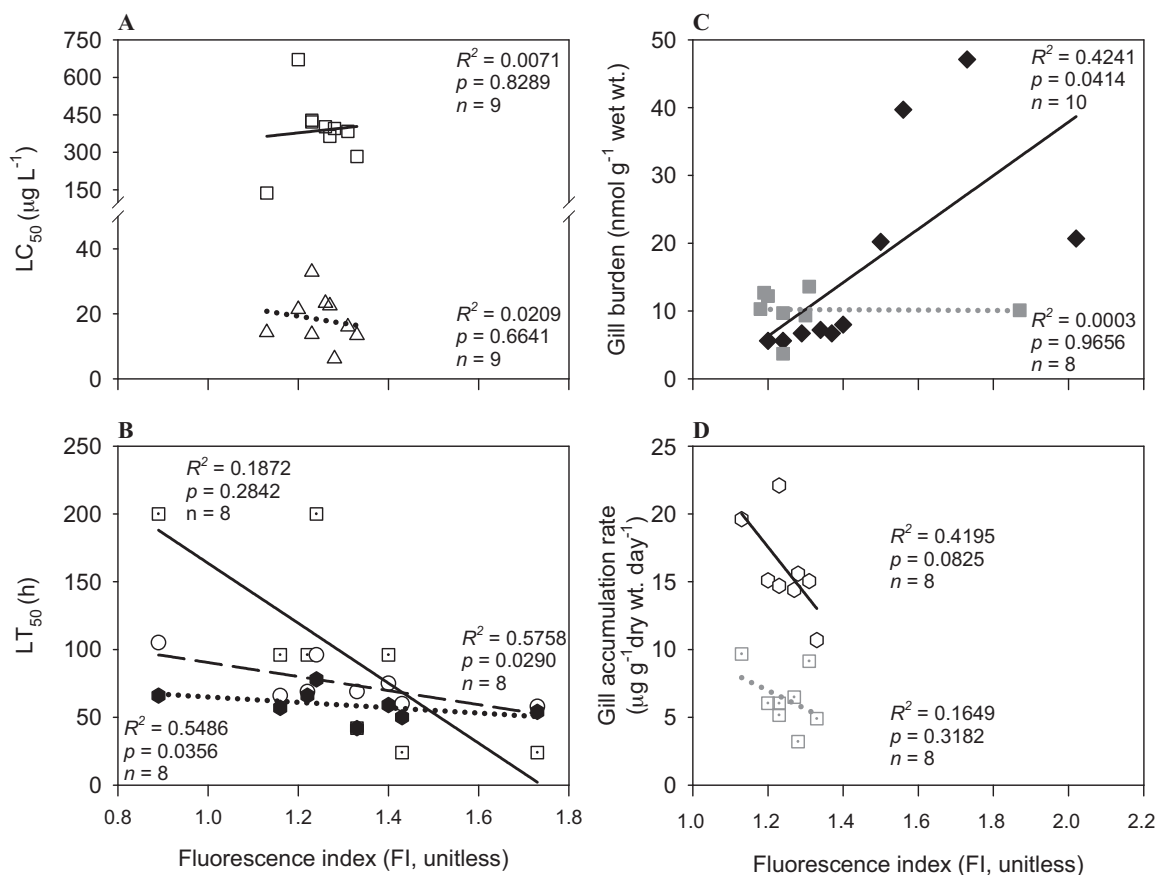 A
750
600
450
300
150
40
20
0
LC50 (μg L−1)
R2 = 0.0071
p = 0.8289
n = 9
R2 = 0.0209
p = 0.6641
n = 9
C
50
40
30
20
10
0
Gill burden (nmol g−1 wet wt.)
R2 = 0.4241
p = 0.0414
n = 10
R2 = 0.0003
p = 0.9656
n = 8
B
250
200
150
100
50
0
LT50 (h)
R2 = 0.1872
p = 0.2842
n = 8
R2 = 0.5758
p = 0.0290
n = 8
R2 = 0.5486
p = 0.0356
n = 8
0.8 1.0 1.2 1.4 1.6 1.8
Fluorescence index (FI, unitless)
D
25
20
15
10
5
0
Gill accumulation rate
(μg g−1dry wt. day−1)
R2 = 0.4195
p = 0.0825
n = 8
R2 = 0.1649
p = 0.3182
n = 8
1.0 1.2 1.4 1.6 1.8 2.0 2.2
Fluorescence index (FI, unitless)